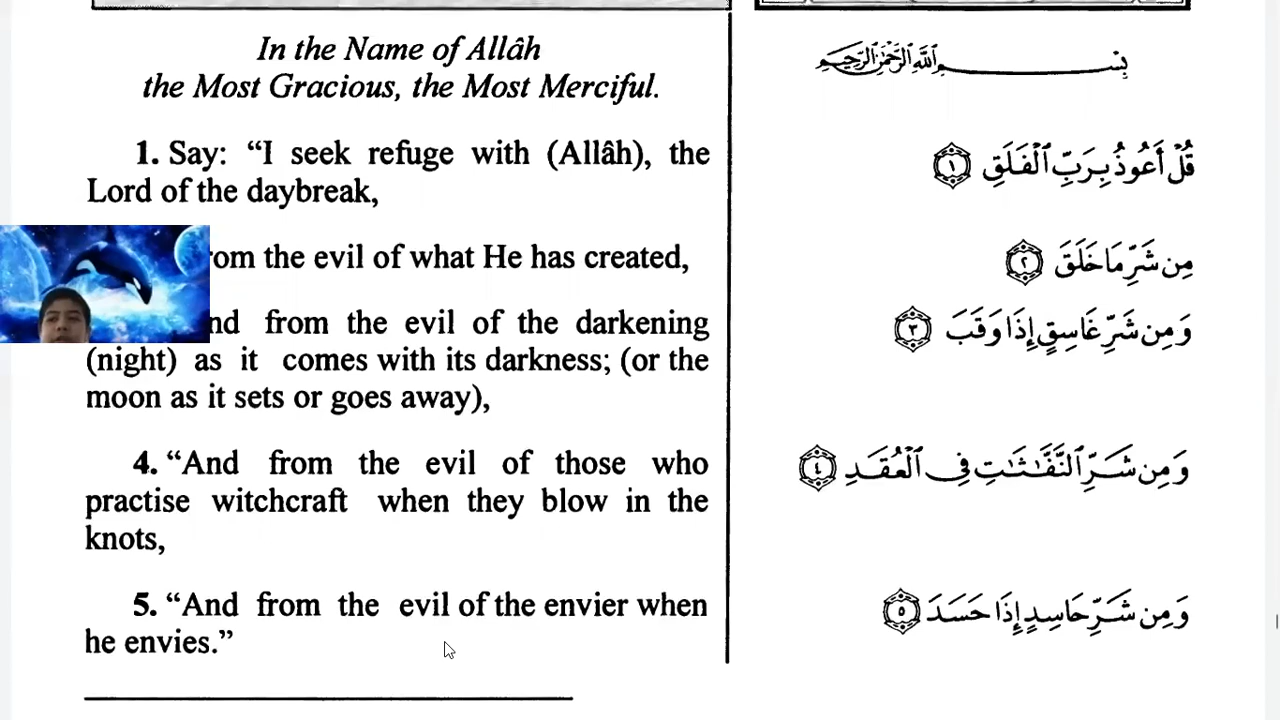 In the Name of Allâh
the Most Gracious, the Most Merciful.
1. Say: “I seek refuge with (Allâh), the
Lord of the daybreak,
the evil of what He has created,
from the evil of the darkening
(night) as it comes with its darkness; (or the
moon as it sets or goes away),
4. “And from the evil of those who
practise witchcraft when they blow in the
knots,
5. “And from the evil of the envier when
he envies.”
بِسْمِ ٱللَّهِ ٱلرَّحْمَٰنِ ٱلرَّحِيمِ
قُلْ أَعُوذُ بِرَبِّ ٱلْفَلَقِ ١
مِن شَرِّ مَا خَلَقَ ٢
وَمِن شَرِّ غَاسِقٍ إِذَا وَقَبَ ٣
وَمِن شَرِّ ٱلنَّفَّٰثَٰتِ فِى ٱلْعُقَدِ ٤
وَمِن شَرِّ حَاسِدٍ إِذَا حَسَدَ ٥